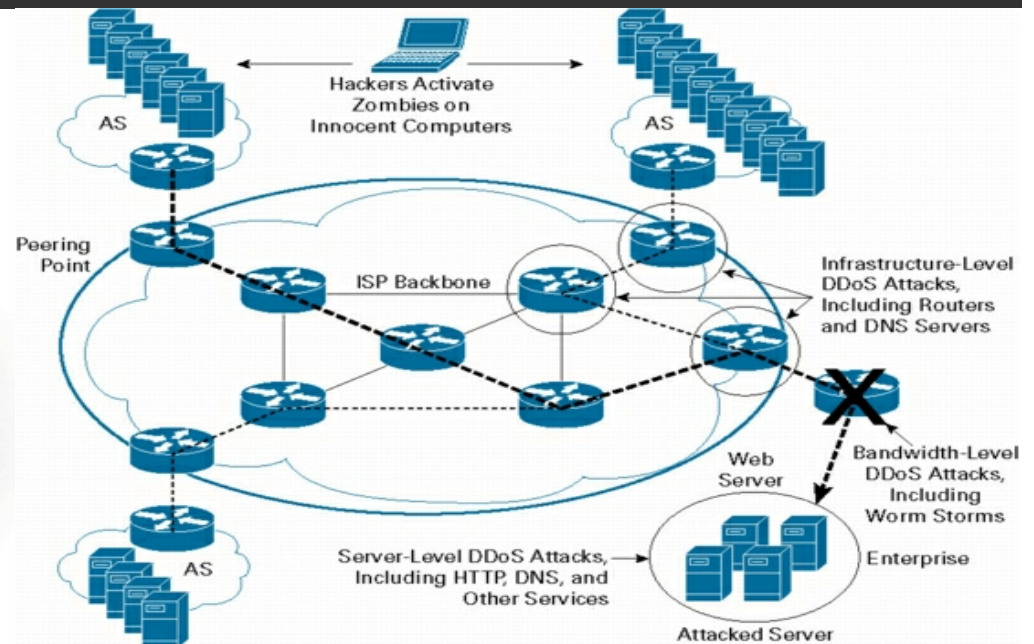 Hackers Activate
Zombies on
Innocent Computers
AS
AS
Peering
Point
ISP Backbone
Infrastructure-Level
DDoS Attacks,
Including Routers
and DNS Servers
Bandwidth-Level
DDoS Attacks,
Including
Worm Storms
Web
Server
Server-Level DDoS Attacks,
Including HTTP, DNS, and
Other Services
Enterprise
AS
Attacked Server